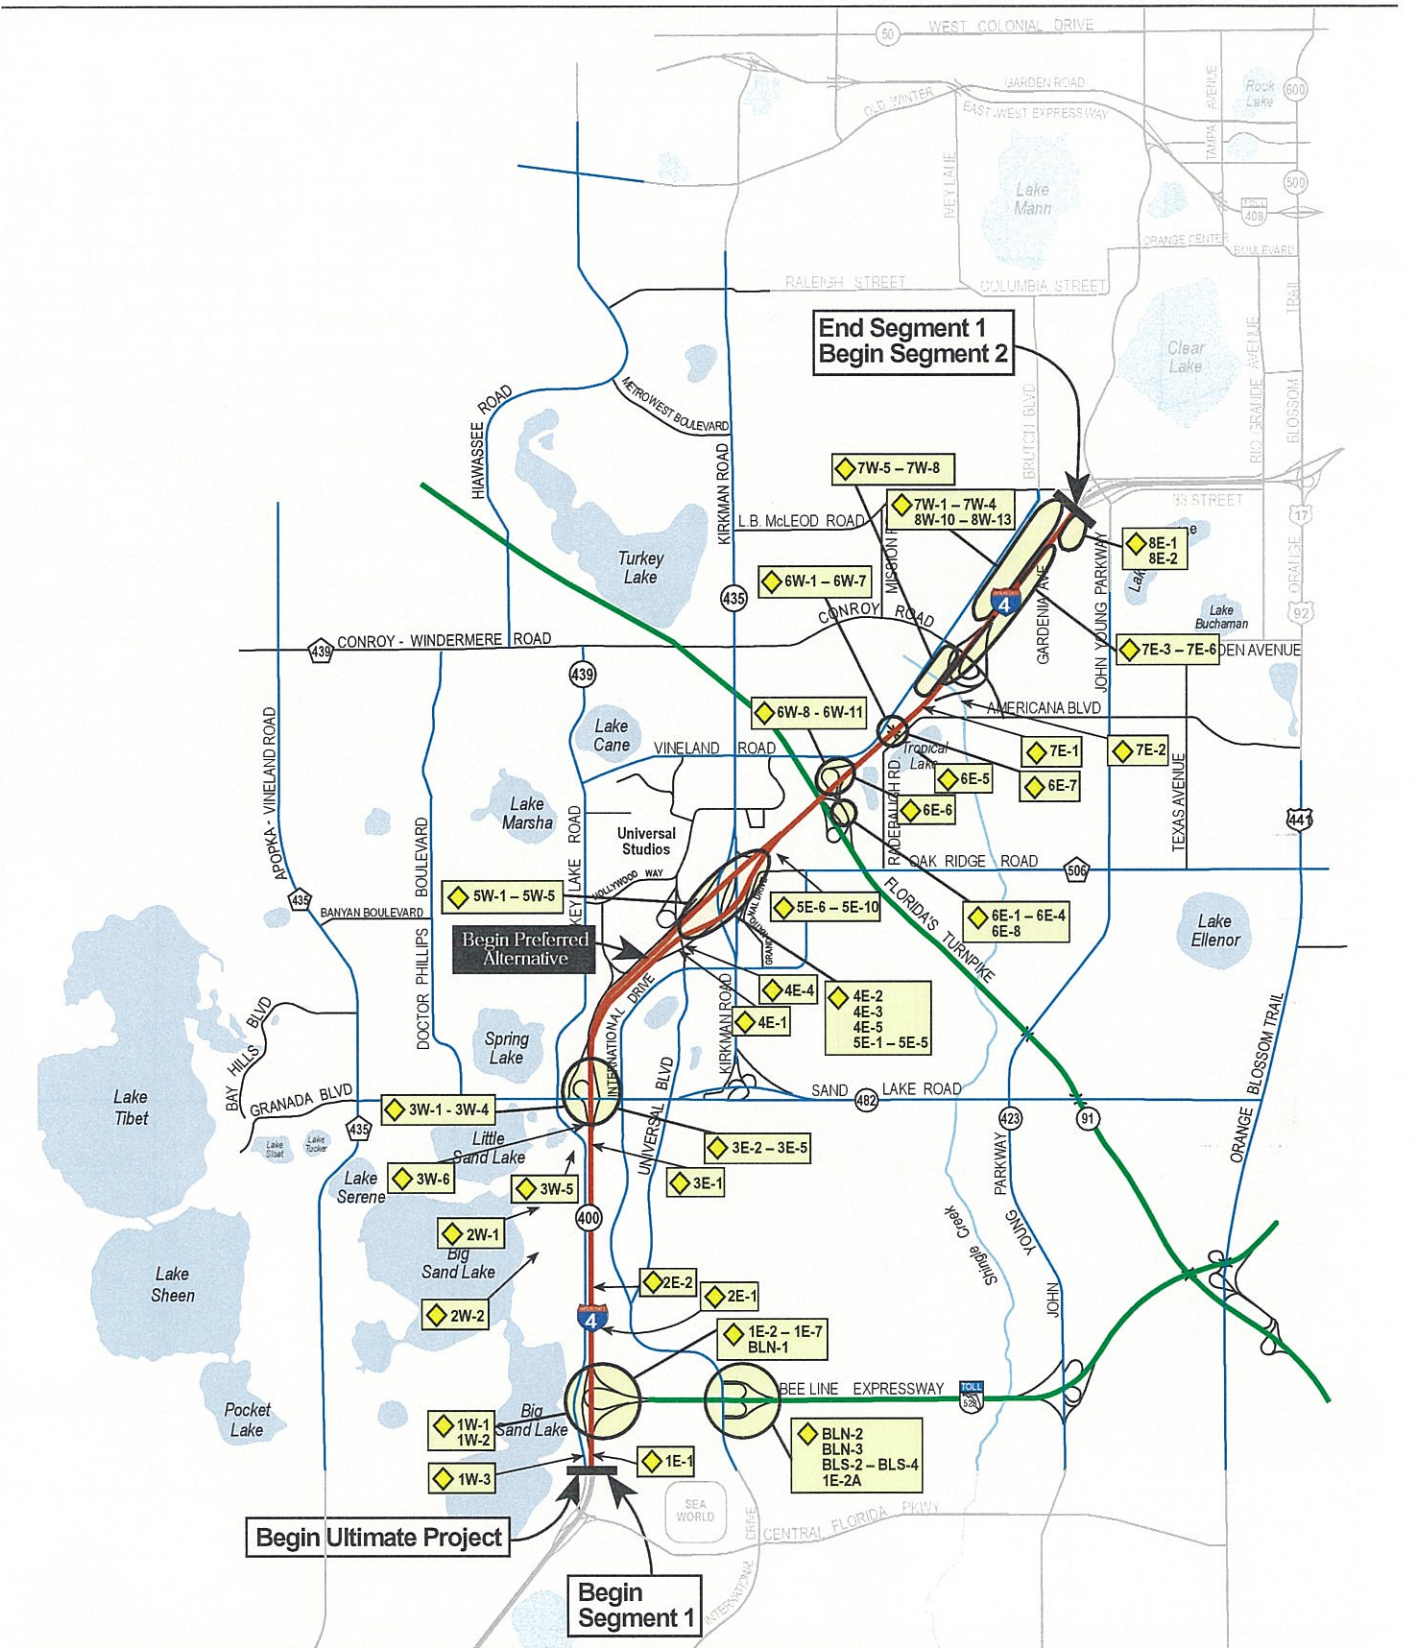 WEST COLONIAL DRIVE
50
GARDEN ROAD
OLD WINTER
EAST-WEST EXPRESSWAY
TAMPA AVENUE
Rock
Lake
600
IVEY LANE
Lake
Mann
500
TOLL
408
ORANGE CENTER
BOULEVARD
RALEIGH STREET
COLUMBIA STREET
End Segment 1
Begin Segment 2
Clear
Lake
RIO GRANDE AVENUE
ORANGE BLOSSOM TRAIL
BRUTON BLVD
HIAWASSEE ROAD
METROWEST BOULEVARD
KIRKMAN ROAD
7W-5 – 7W-8
7W-1 – 7W-4
8W-10 – 8W-13
L.B. McLEOD ROAD
33 STREET
17
8E-1
8E-2
Turkey
Lake
6W-1 – 6W-7
435
4
GARDENIA AVE
JOHN YOUNG PARKWAY
Lake
Buchaman
92
CONROY ROAD
439
CONROY - WINDERMERE ROAD
7E-3 – 7E-6
DEN AVENUE
439
APOPKA - VINELAND ROAD
6W-8 - 6W-11
AMERICANA BLVD
Lake
Cane
VINELAND ROAD
Tropical
Lake
7E-1
7E-2
6E-5
6E-7
6E-6
RADEBAUGH RD
TEXAS AVENUE
Lake
Marsha
441
Universal
Studios
HOLLYWOOD WAY
OAK RIDGE ROAD
506
DOCTOR PHILLIPS BOULEVARD
KEY LAKE ROAD
5W-1 – 5W-5
435
BANYAN BOULEVARD
5E-6 – 5E-10
FLORIDA'S TURNPIKE
6E-1 – 6E-4
6E-8
Lake
Ellenor
Begin Preferred
Alternative
INTERNATIONAL DRIVE
4E-4
4E-1
4E-2
4E-3
4E-5
5E-1 – 5E-5
KIRKMAN ROAD
BAY HILLS BLVD
Spring
Lake
UNIVERSAL BLVD
ORANGE BLOSSOM TRAIL
Lake
Tibet
GRANADA BLVD
SAND
482
LAKE ROAD
3W-1 - 3W-4
435
423
91
Lake
Sloat
Lake
Tucker
Little
Sand Lake
3E-2 – 3E-5
Lake
Serene
3W-6
3W-5
3E-1
JOHN YOUNG PARKWAY
400
2W-1
Big
Sand Lake
Shingle Creek
Lake
Sheen
2E-2
2E-1
2W-2
4
1E-2 – 1E-7
BLN-1
BEE LINE EXPRESSWAY
TOLL
528
Pocket
Lake
1W-1
1W-2
Big
Sand Lake
BLN-2
BLN-3
BLS-2 – BLS-4
1E-2A
1W-3
1E-1
SEA
WORLD
Begin Ultimate Project
CENTRAL FLORIDA PKWY
INTERNATIONAL DRIVE
Begin
Segment 1